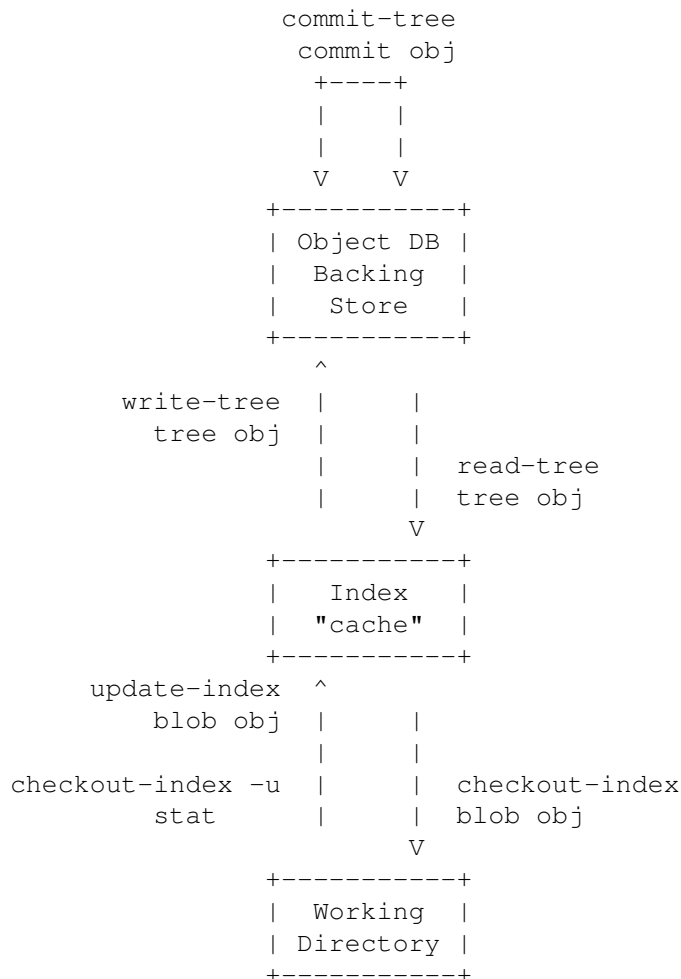 commit-tree
commit obj
+----+
|    |
|    |
V    V
+-----------+
| Object DB |
|  Backing  |
|   Store   |
+-----------+
^
write-tree  |     |
tree obj  |     |
|     |  read-tree
|     |  tree obj
V
+-----------+
|   Index   |
|  "cache"  |
+-----------+
update-index  ^
blob obj  |     |
|     |
checkout-index -u  |     |  checkout-index
stat     |     |  blob obj
V
+-----------+
|  Working  |
| Directory |
+-----------+